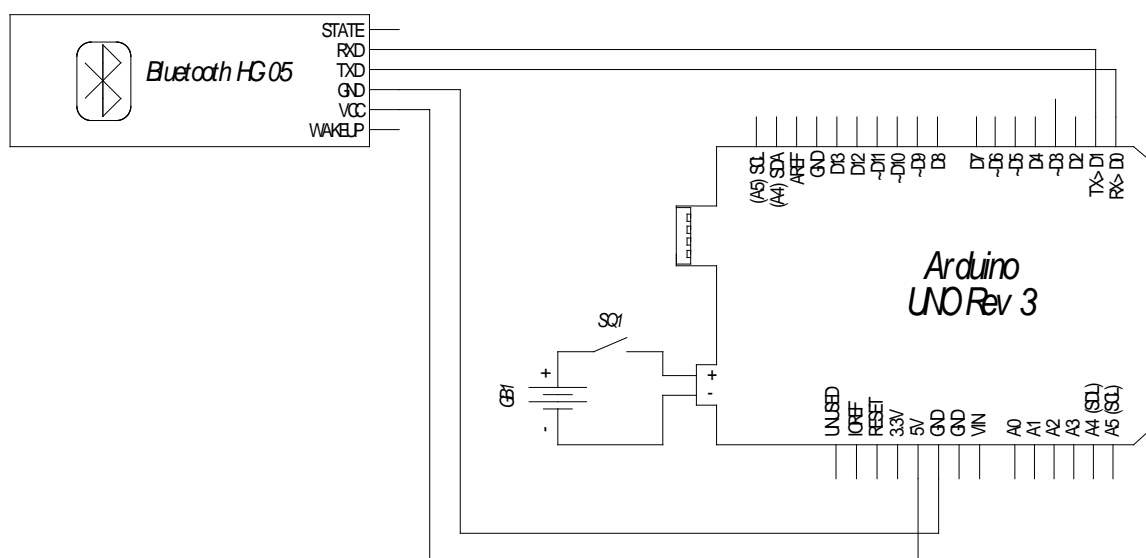 STATE
RXD
TXD
GND
VCC
WAKEUP
Bluetooth HG 05
(A5) SCL
(A4) SDA
AREF
GND
D13
D12
~D11
~D10
~D9
D8
D7
~D6
~D5
D4
~D3
D2
TX> D1
RX> D0
Arduino
UNO Rev 3
SQ1
GB1
+
-
+
-
UNUSED
IOREF
RESET
3.3V
5V
GND
GND
VIN
A0
A1
A2
A3
A4 (SDL)
A5 (SCL)